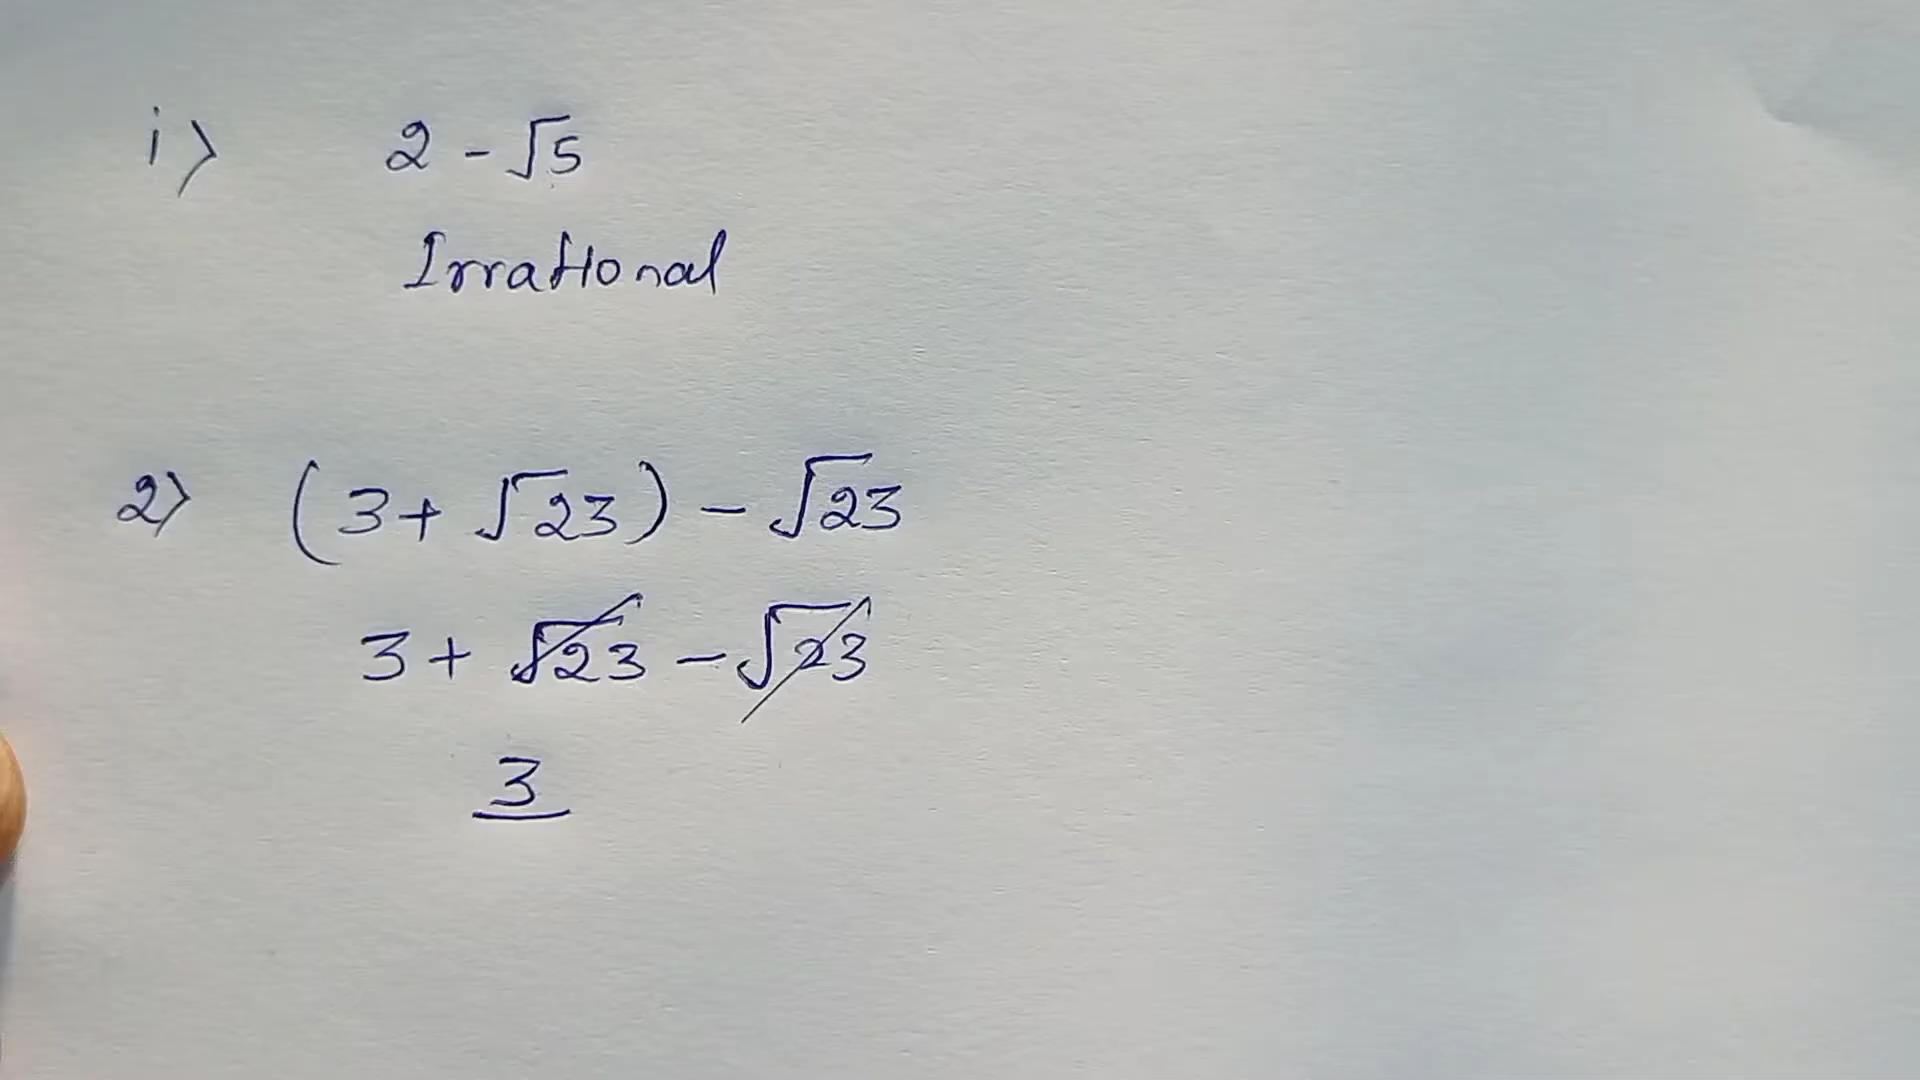 i) 2 - √5
Irrational
2) (3 + √23) - √23
3 + √23 - √23
3